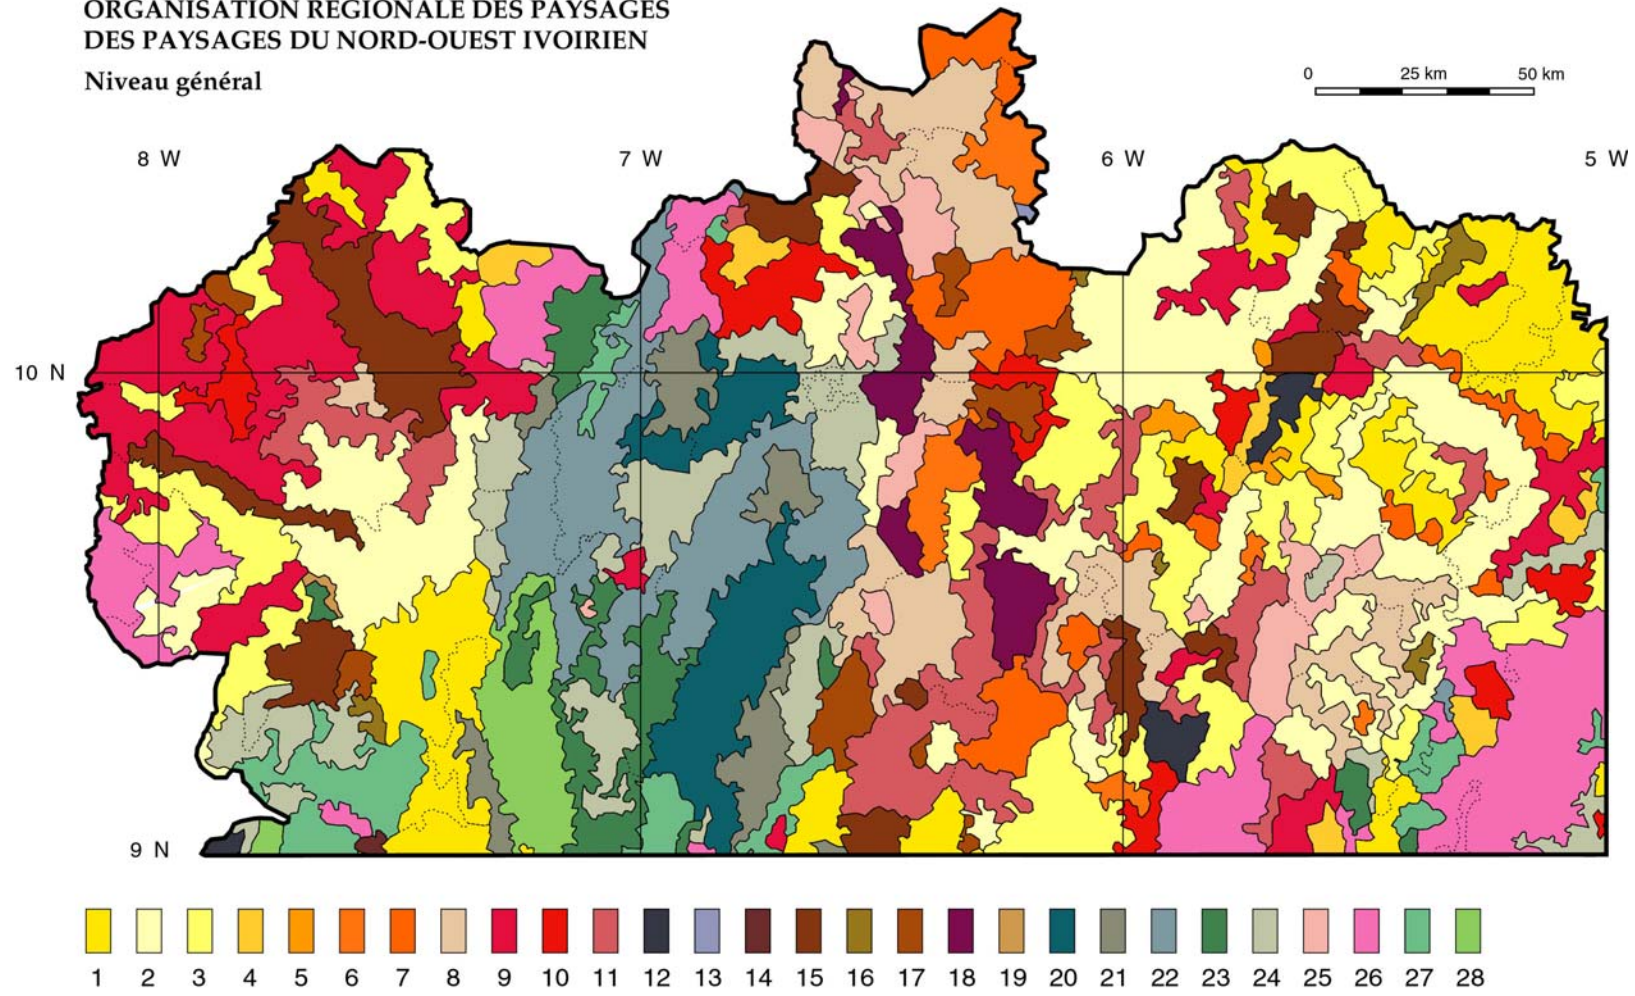 ORGANISATION REGIONALE DES PAYSAGES
DES PAYSAGES DU NORD-OUEST IVOIRIEN
Niveau général
0 25 km 50 km
8 W 7 W 6 W 5 W
10 N
9 N
1 2 3 4 5 6 7 8 9 10 11 12 13 14 15 16 17 18 19 20 21 22 23 24 25 26 27 28